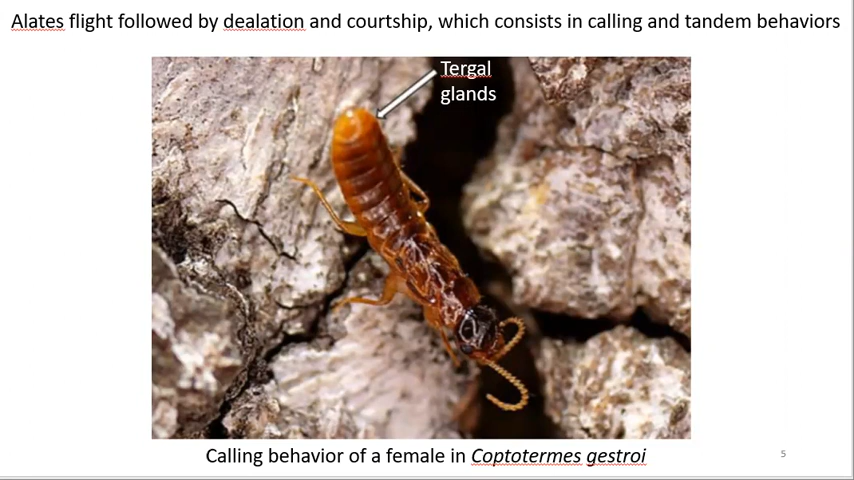 Alates flight followed by dealation and courtship, which consists in calling and tandem behaviors
Tergal
glands
Calling behavior of a female in Coptotermes gestroi
5